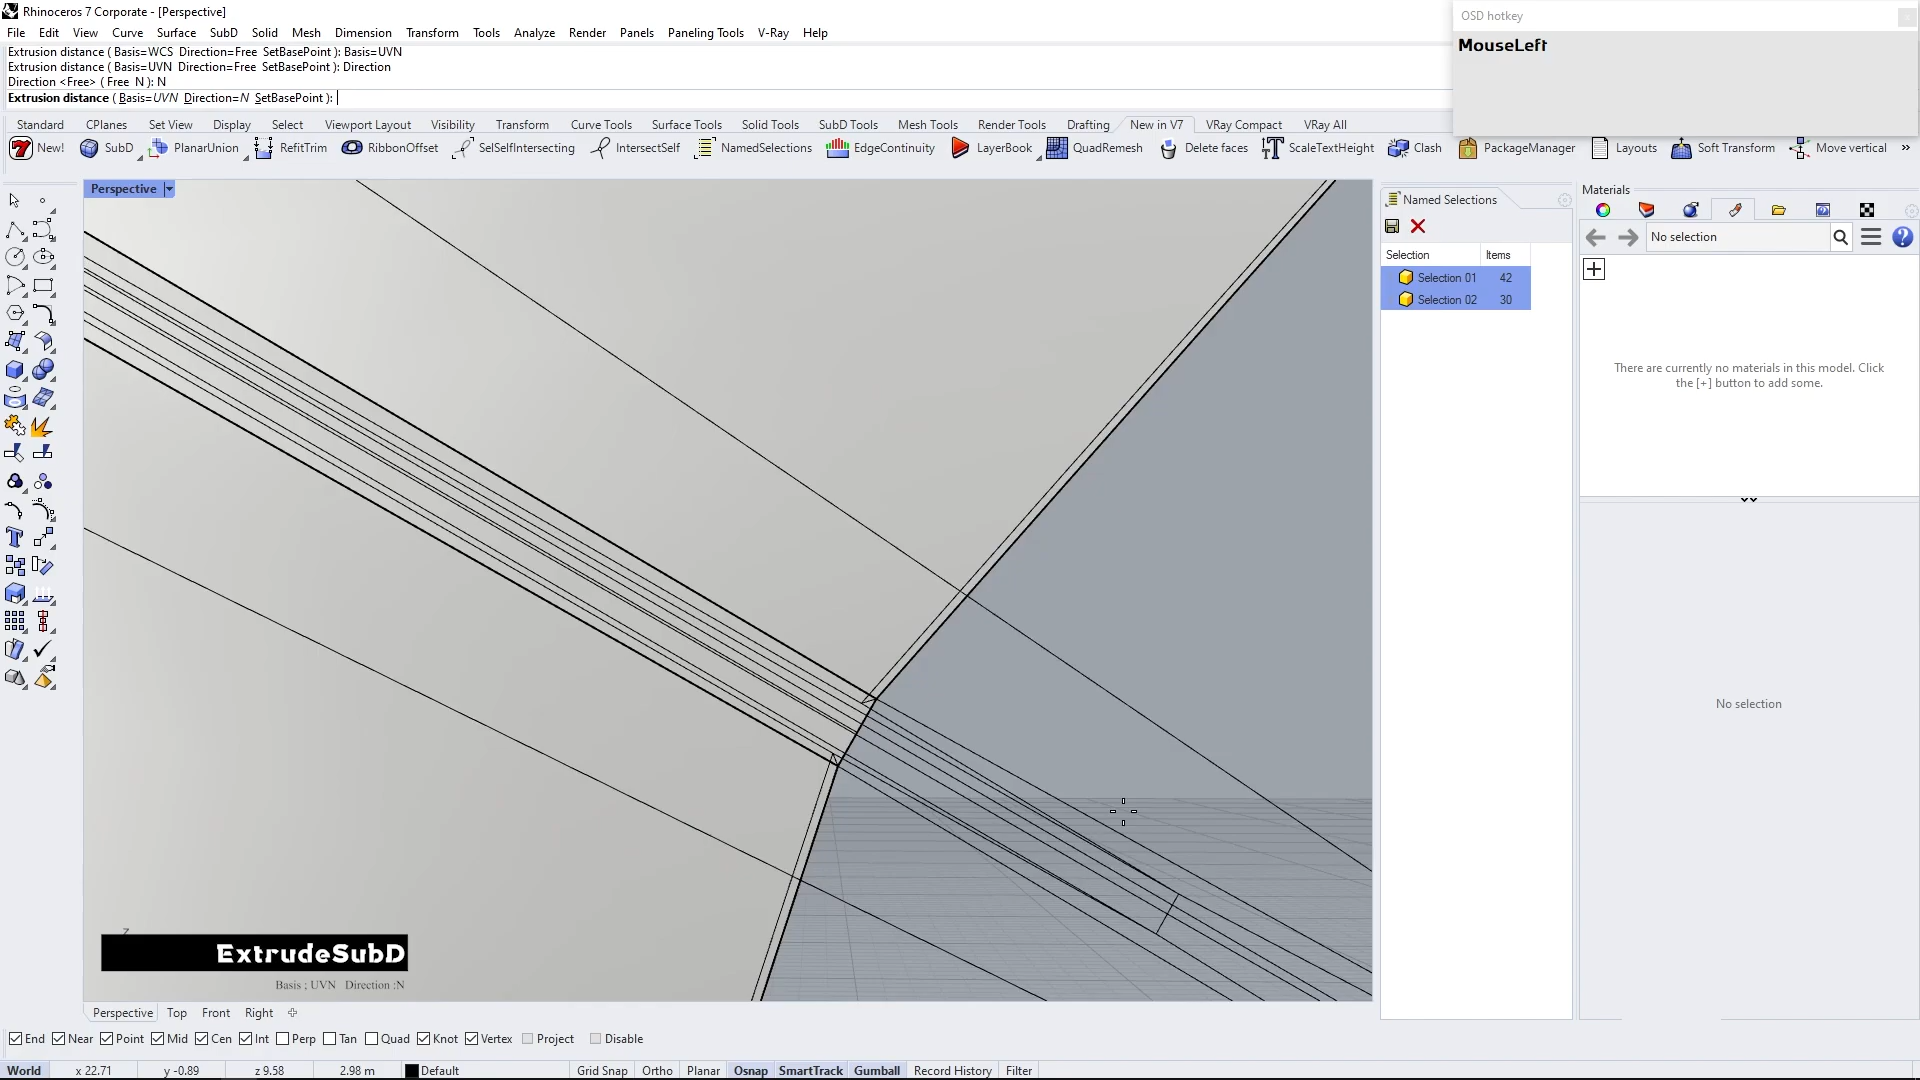 Rhinoceros 7 Corporate - [Perspective]
File Edit View Curve Surface SubD Solid Mesh Dimension Transform Tools Analyze Render Panels Paneling Tools V-Ray Help
Extrusion distance ( Basis=WCS Direction=Free SetBasePoint ): Basis=UVN
Extrusion distance ( Basis=UVN Direction=Free SetBasePoint ): Direction
Direction <Free> ( Free N ): N
Extrusion distance ( Basis=UVN Direction=N SetBasePoint ):
OSD hotkey
MouseLeft
Standard CPlanes Set View Display Select Viewport Layout Visibility Transform Curve Tools Surface Tools Solid Tools SubD Tools Mesh Tools Render Tools Drafting New in V7 VRay Compact VRay All
New! SubD PlanarUnion RefitTrim RibbonOffset SelSelfIntersecting IntersectSelf NamedSelections EdgeContinuity LayerBook QuadRemesh Delete faces ScaleTextHeight Clash PackageManager Layouts Soft Transform Move vertical »
Perspective
Named Selections
Selection Items
Selection 01 42
Selection 02 30
Materials
No selection
There are currently no materials in this model. Click
the [+] button to add some.
No selection
z
ExtrudeSubD
Basis ; UVN Direction :N
Perspective Top Front Right
End Near Point Mid Cen Int Perp Tan Quad Knot Vertex Project Disable
World x 22.71 y -0.89 z 9.58 2.98 m Default Grid Snap Ortho Planar Osnap SmartTrack Gumball Record History Filter